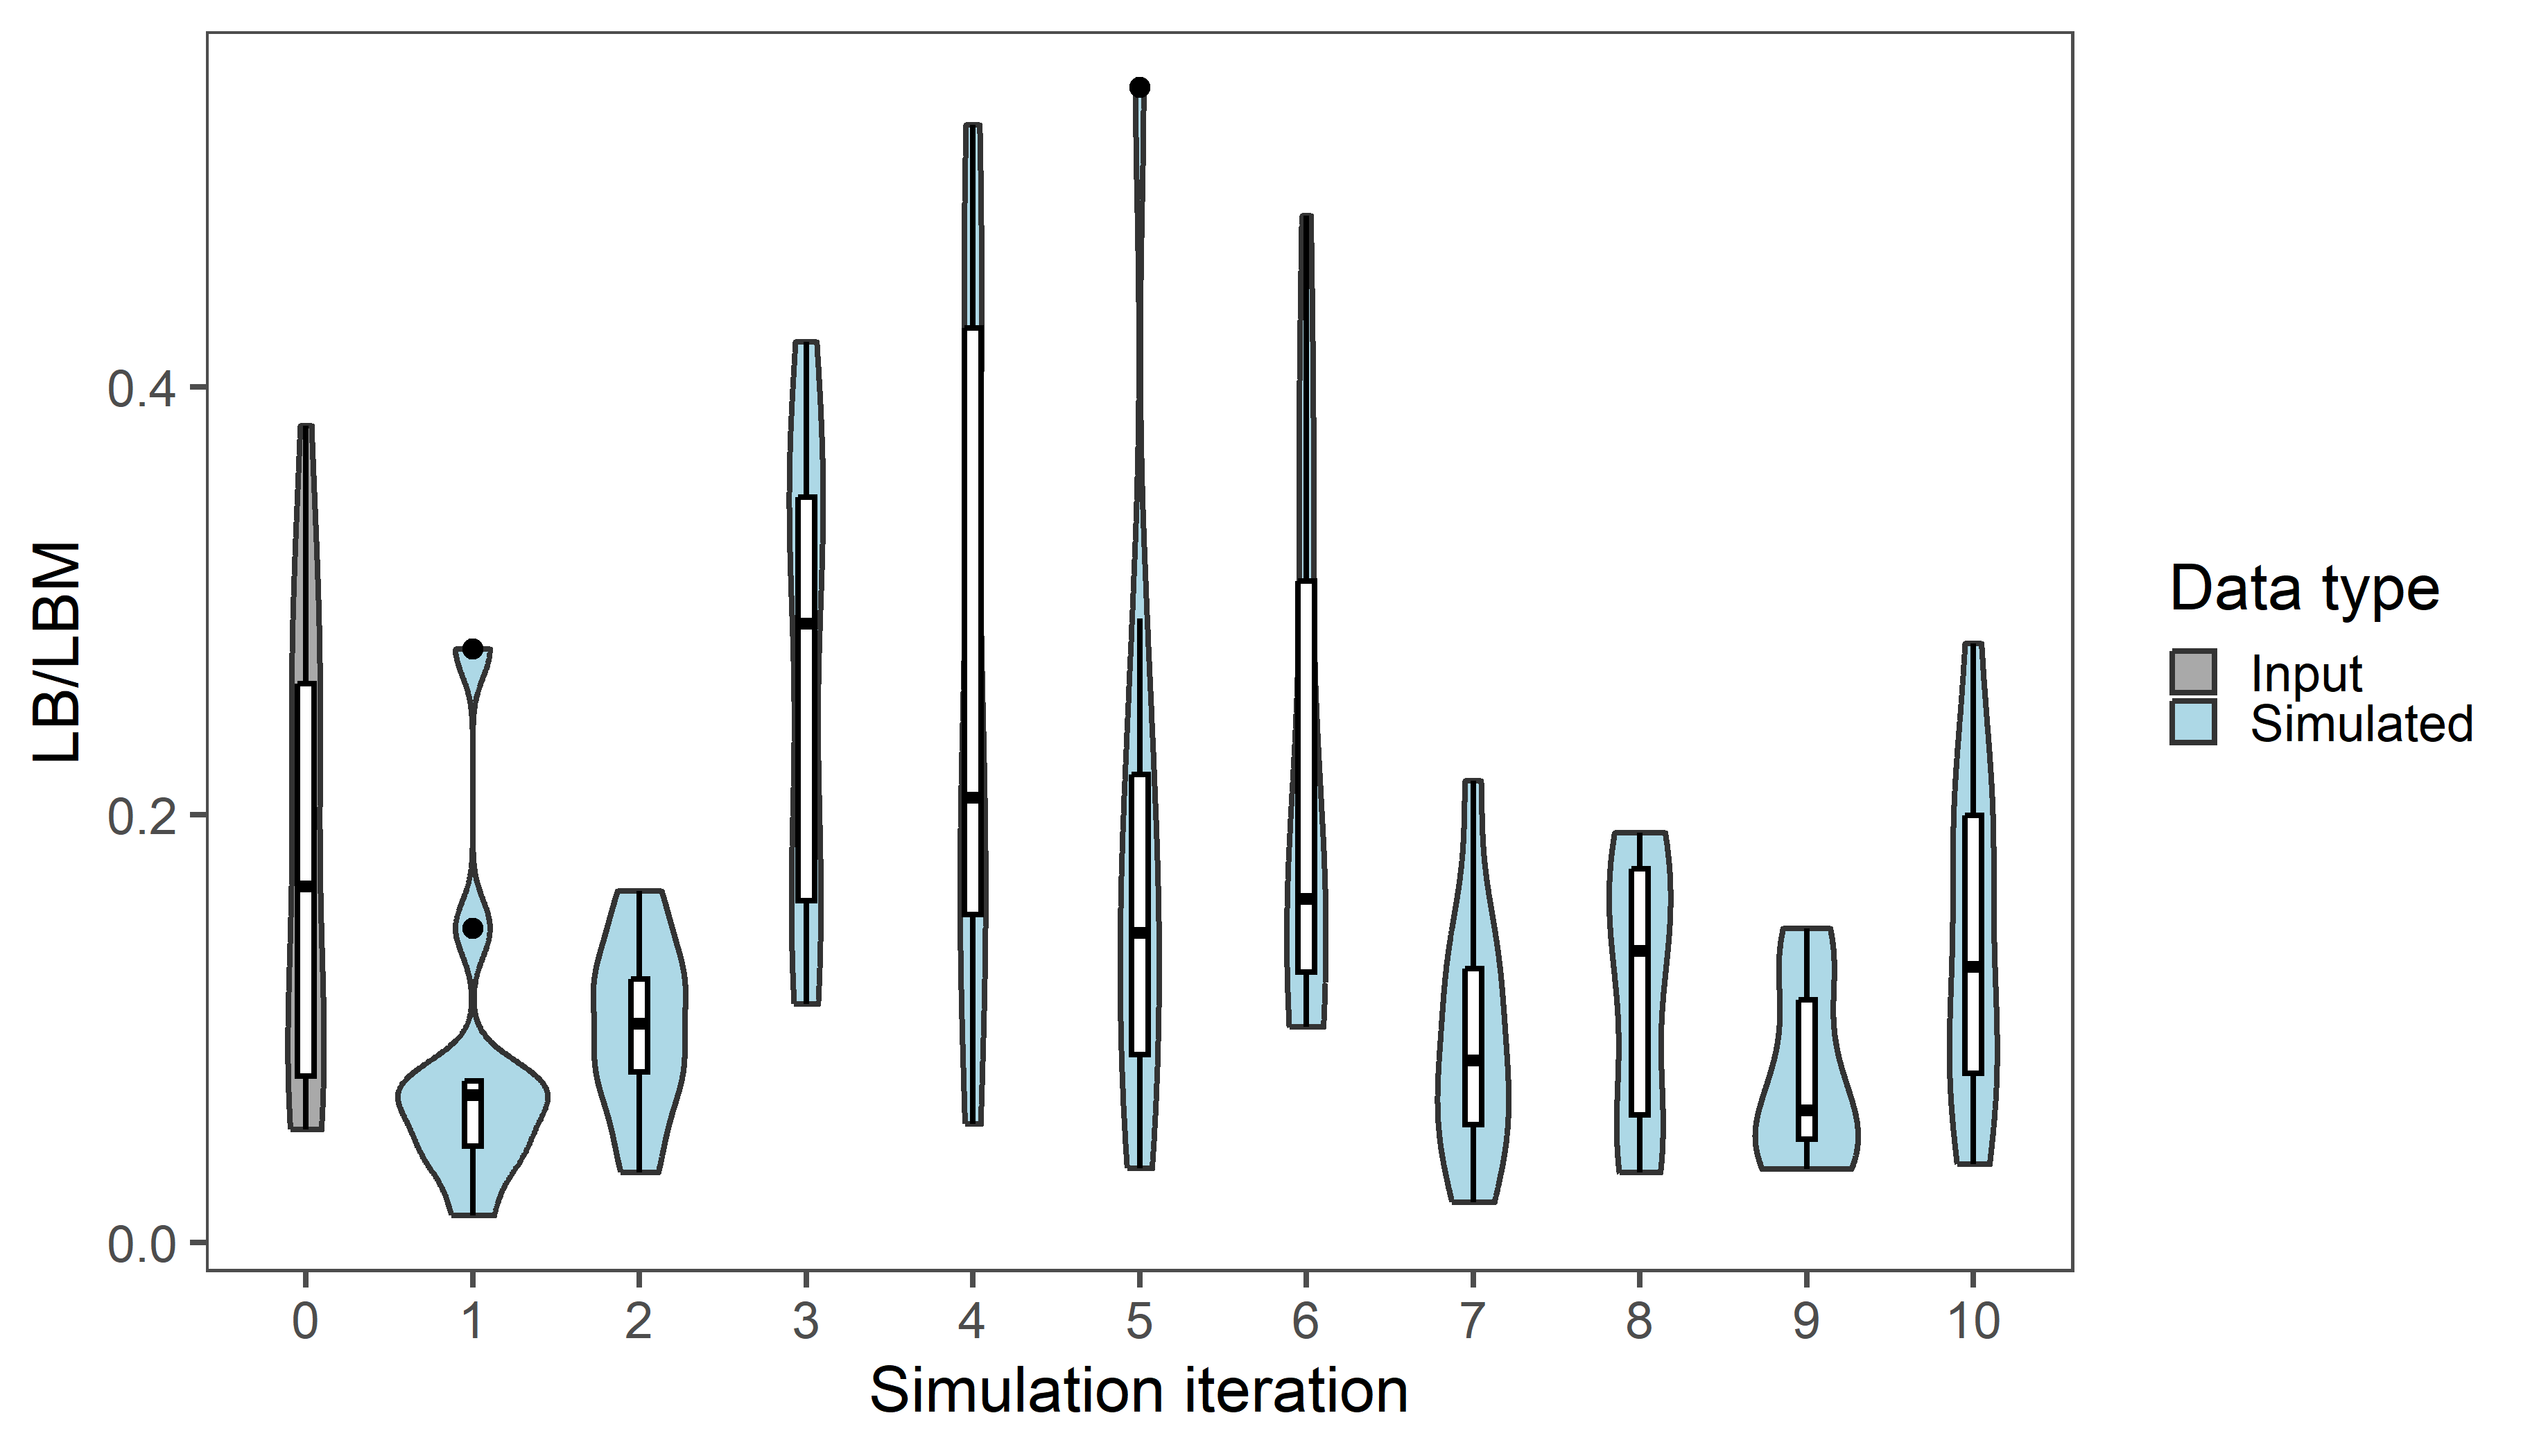 LB/LBM
0.4
0.2
0.0
0 1 2 3 4 5 6 7 8 9 10
Simulation iteration
Data type
Input
Simulated